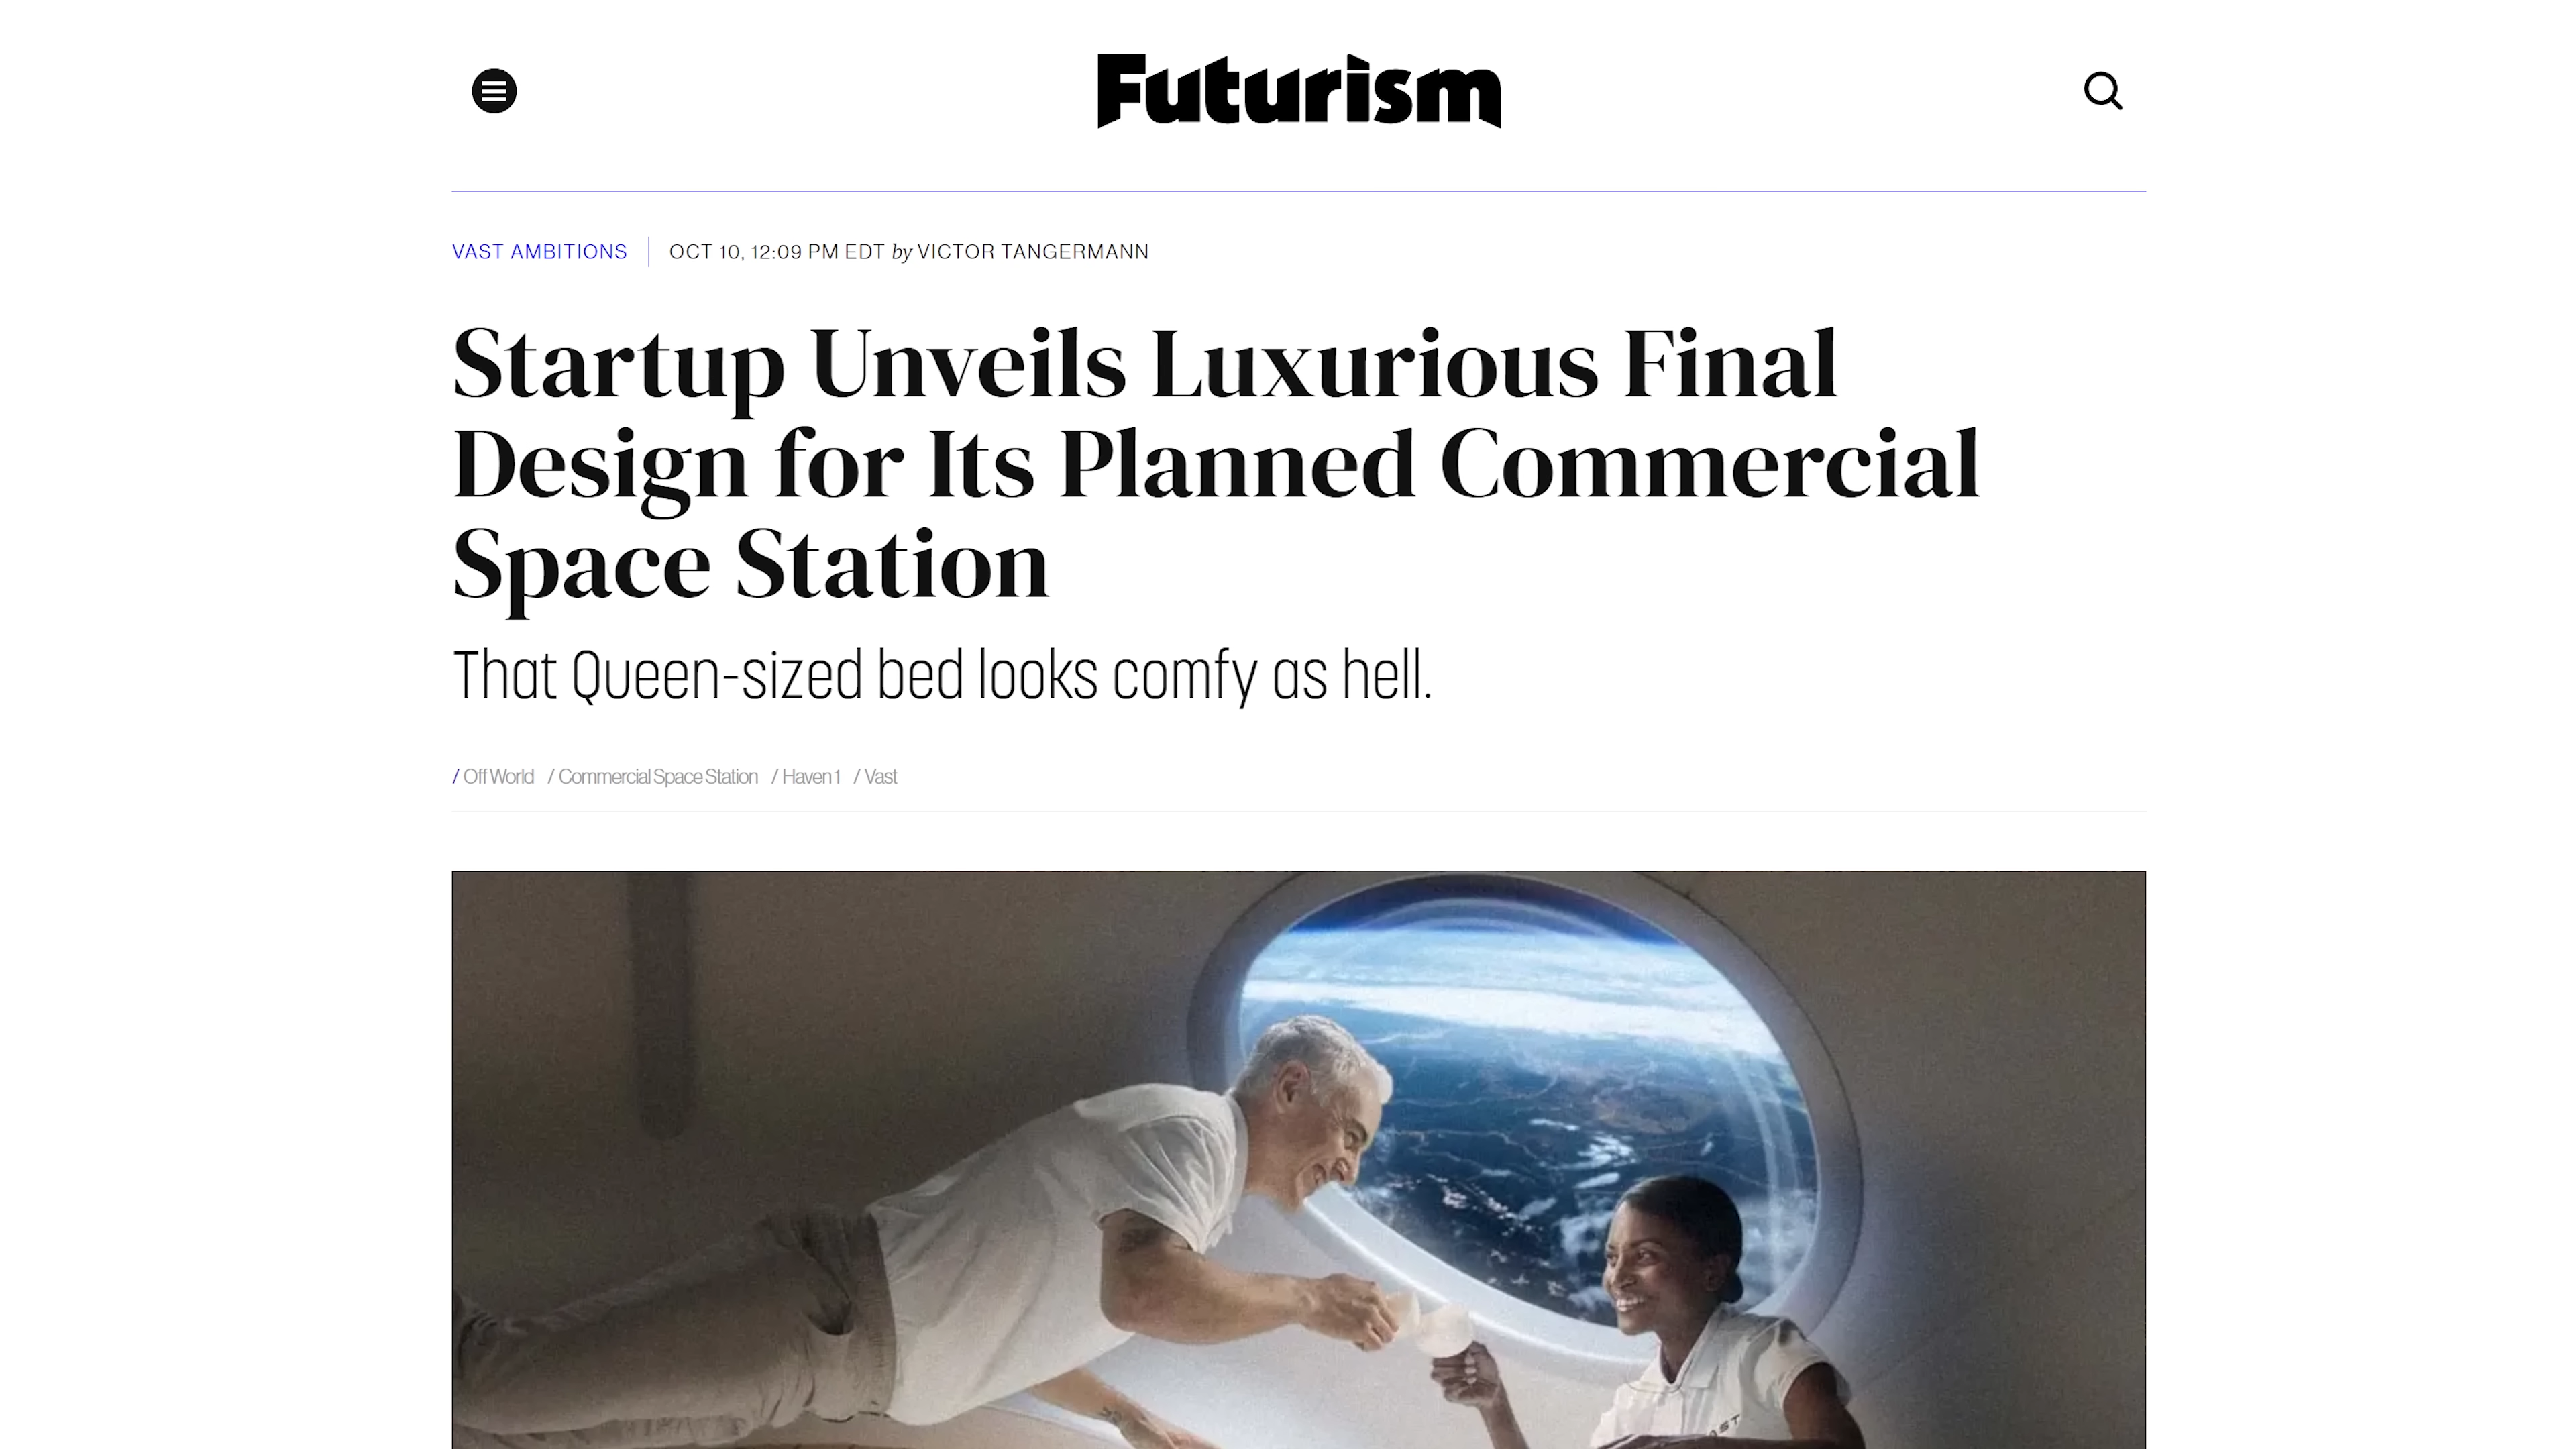 Futurism
VAST AMBITIONS
OCT 10, 12:09 PM EDT by VICTOR TANGERMANN
Startup Unveils Luxurious Final
Design for Its Planned Commercial
Space Station
That Queen-sized bed looks comfy as hell.
/ Off World / Commercial Space Station / Haven 1 / Vast